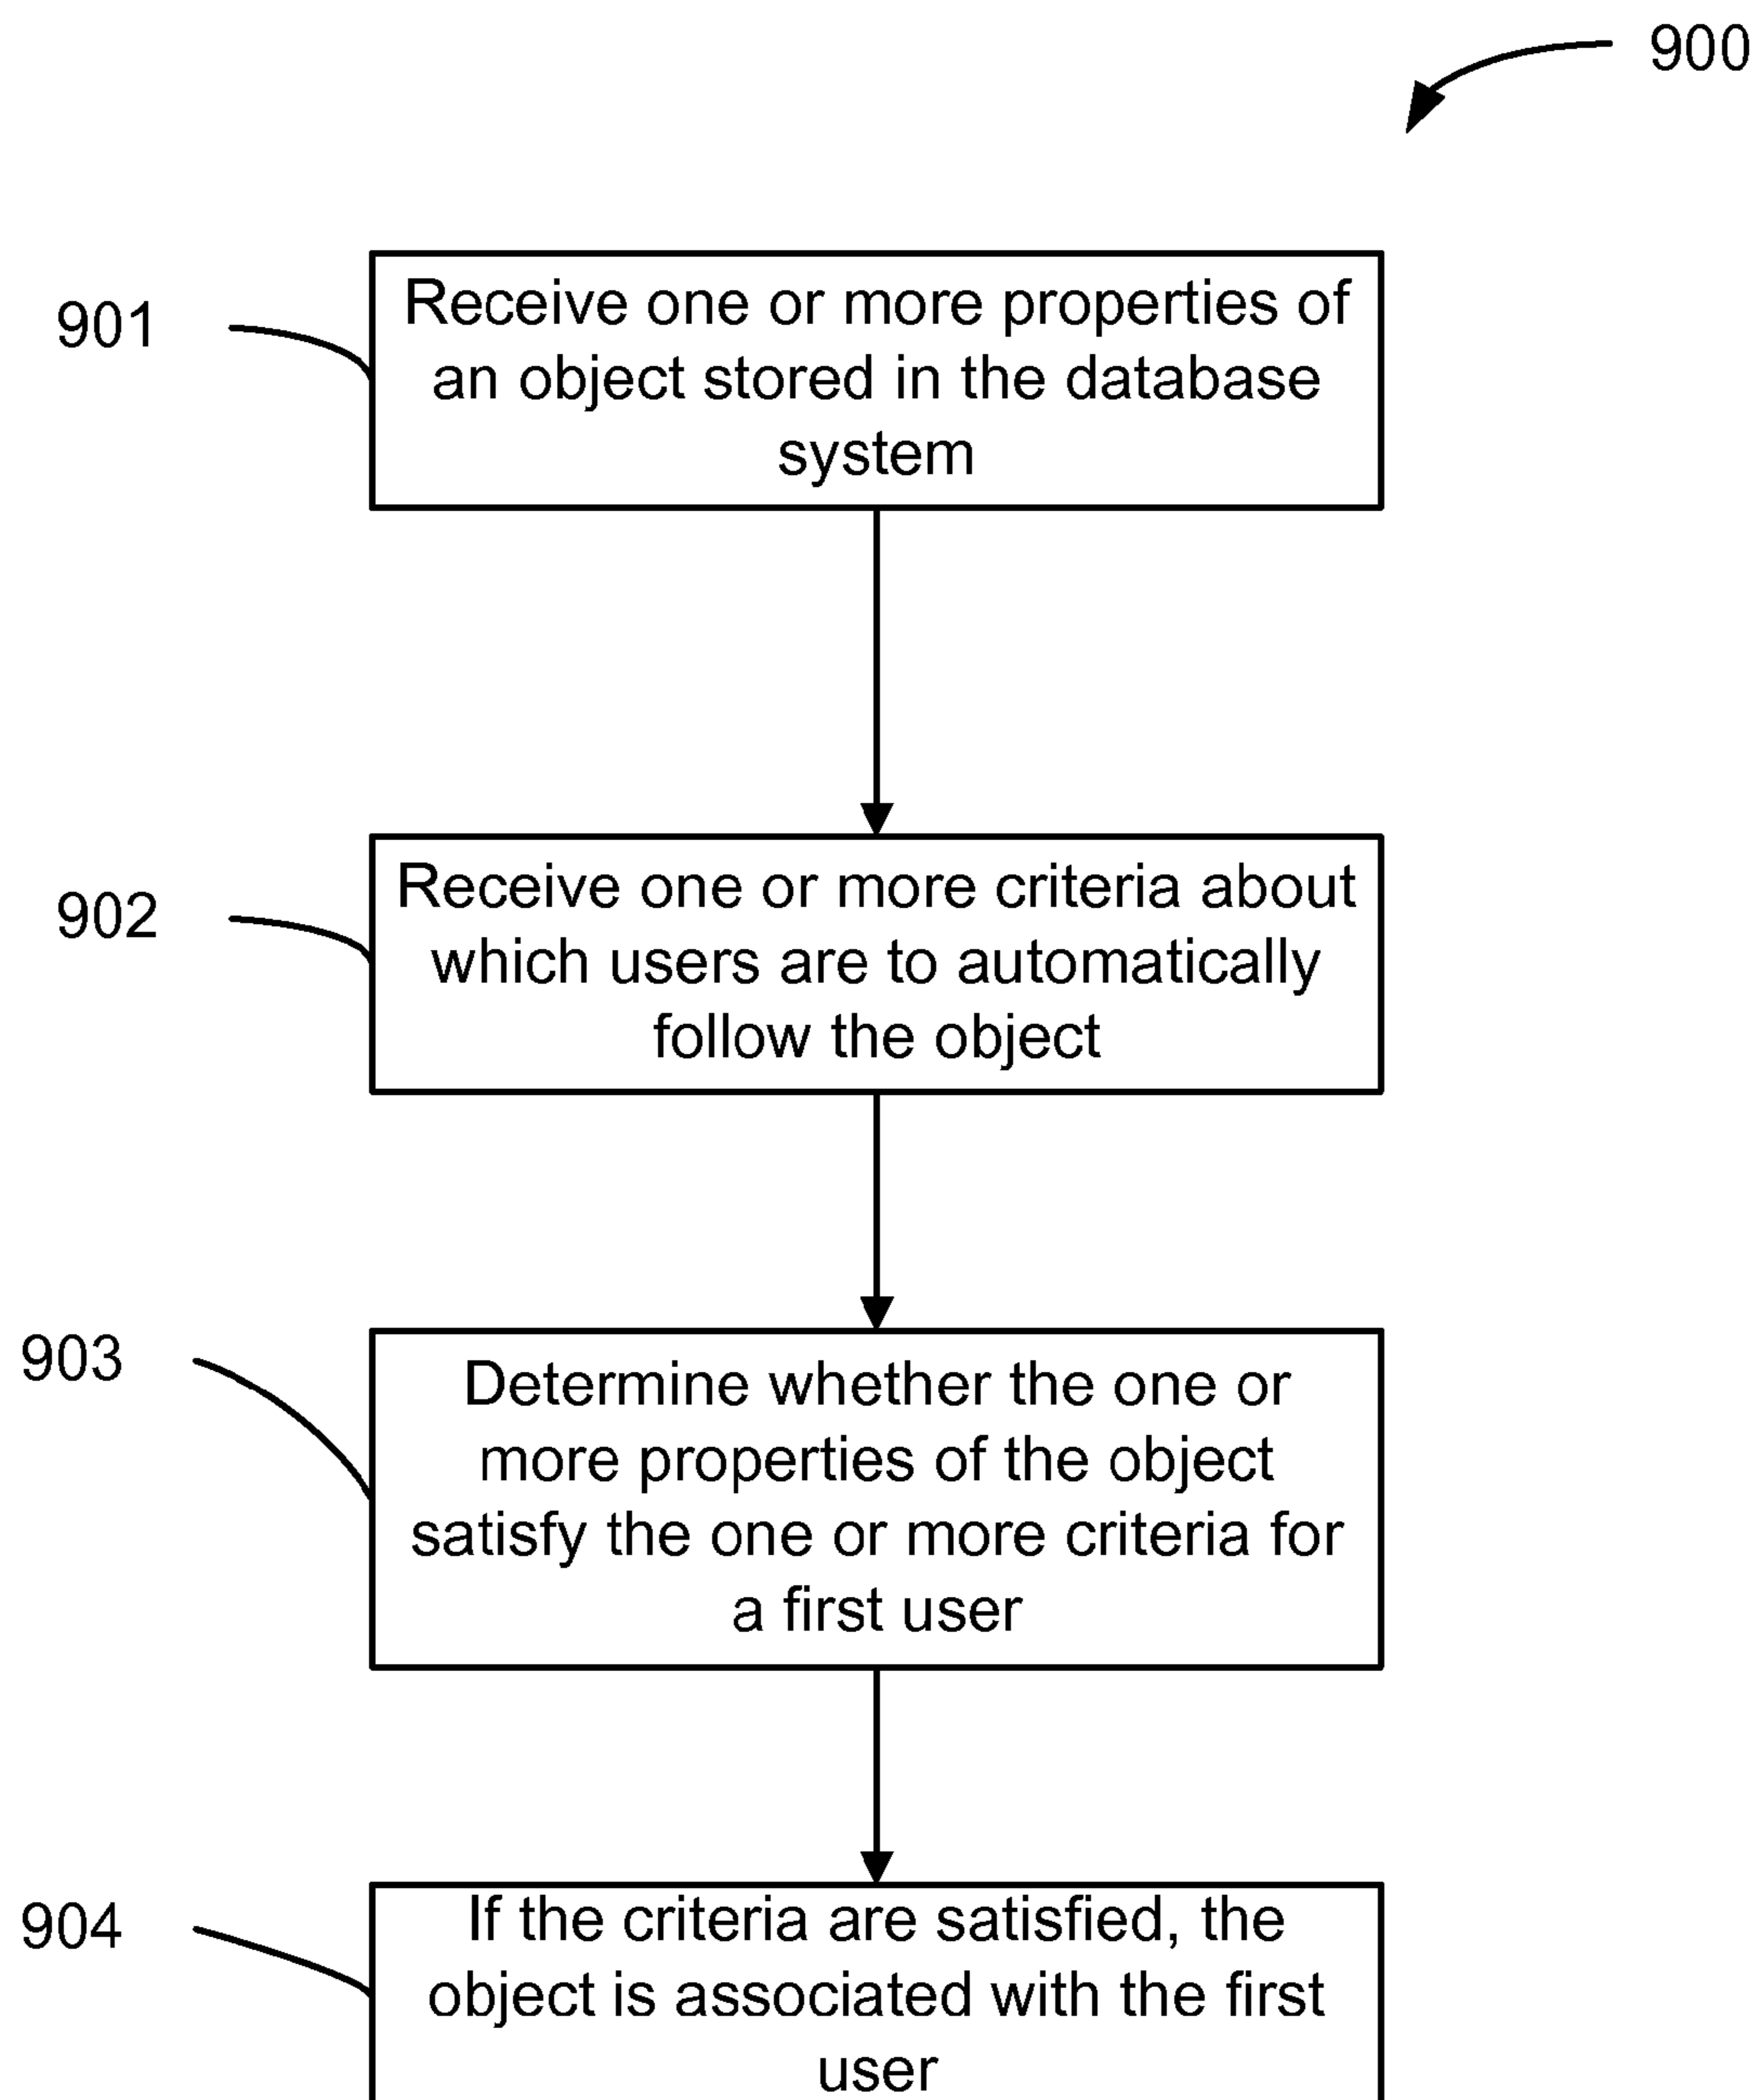 900
901
Receive one or more properties of
an object stored in the database
system
902
Receive one or more criteria about
which users are to automatically
follow the object
903
Determine whether the one or
more properties of the object
satisfy the one or more criteria for
a first user
904
If the criteria are satisfied, the
object is associated with the first
user